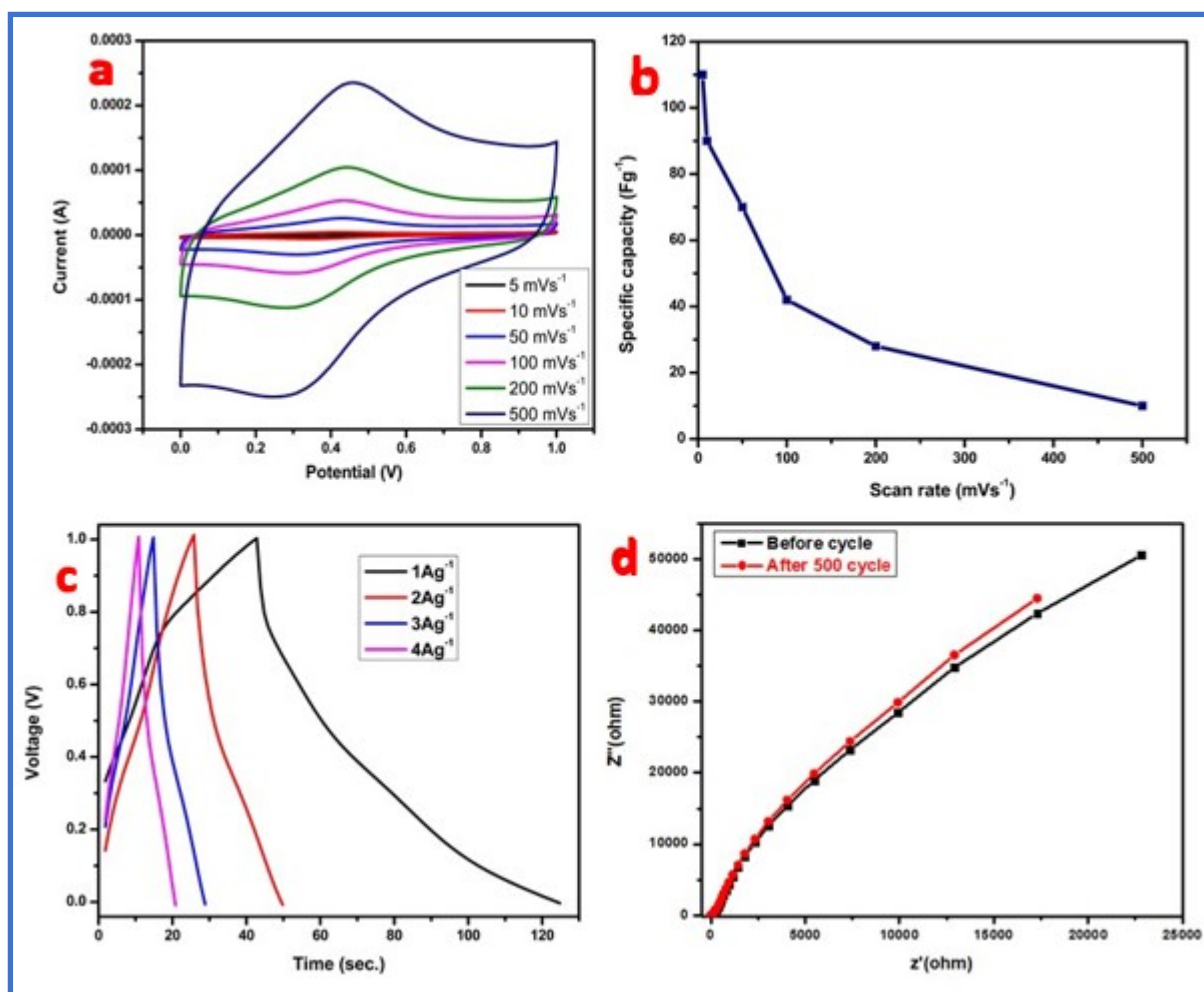 a
0.0003
0.0002
0.0001
0.0000
-0.0001
-0.0002
-0.0003
Current (A)
0.0 0.2 0.4 0.6 0.8 1.0
Potential (V)
5 mVs⁻¹
10 mVs⁻¹
50 mVs⁻¹
100 mVs⁻¹
200 mVs⁻¹
500 mVs⁻¹
b
120
100
80
60
40
20
0
Specific capacity (Fg⁻¹)
0 100 200 300 400 500
Scan rate (mVs⁻¹)
c
1.0
0.8
0.6
0.4
0.2
0.0
Voltage (V)
0 20 40 60 80 100 120
Time (sec.)
1Ag⁻¹
2Ag⁻¹
3Ag⁻¹
4Ag⁻¹
d
Before cycle
After 500 cycle
50000
40000
30000
20000
10000
0
Z''(ohm)
0 5000 10000 15000 20000 25000
z'(ohm)